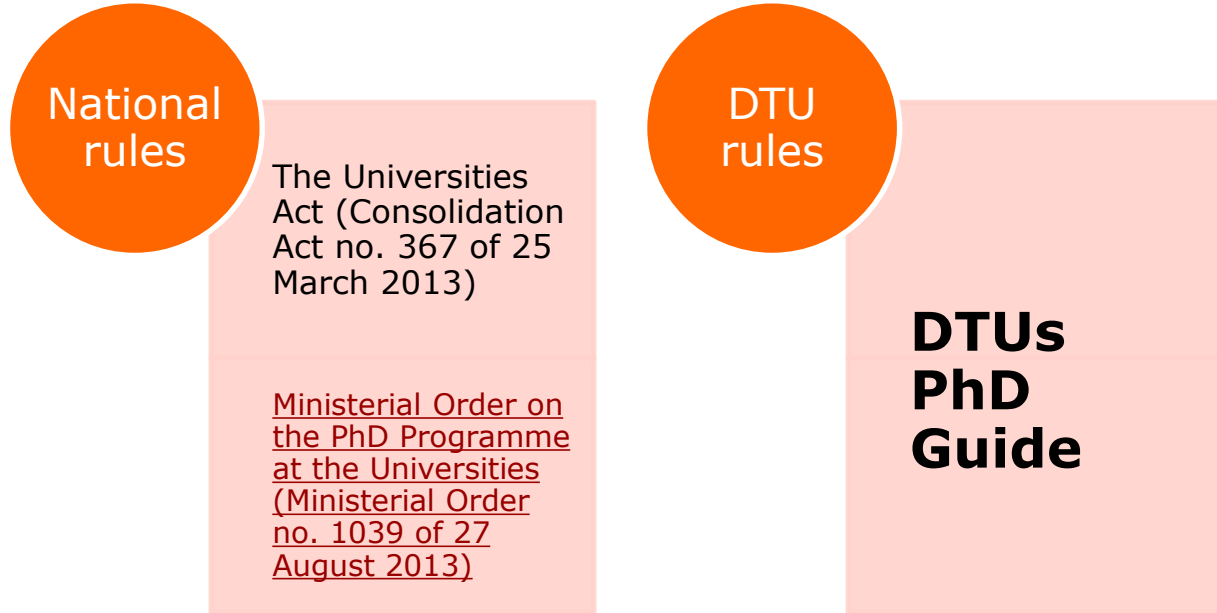 National
rules
The Universities
Act (Consolidation
Act no. 367 of 25
March 2013)
Ministerial Order on
the PhD Programme
at the Universities
(Ministerial Order
no. 1039 of 27
August 2013)
DTU
rules
DTUs
PhD
Guide